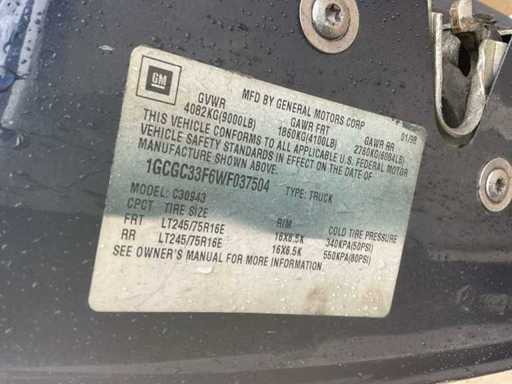 GM
MFD BY GENERAL MOTORS CORP
01/98
GVWR GAWR FRT GAWR RR
4082KG(9000LB) 1860KG(4100LB) 2760KG(6084LB)
THIS VEHICLE CONFORMS TO ALL APPLICABLE U.S. FEDERAL MOTOR
VEHICLE SAFETY STANDARDS IN EFFECT ON THE DATE OF
MANUFACTURE SHOWN ABOVE.
1GCGC33F6WF037504 TYPE: TRUCK
MODEL: C30943
CPCT TIRE SIZE RIM COLD TIRE PRESSURE
FRT LT245/75R16E 16X6.5K 340KPA(50PSI)
RR LT245/75R16E 16X6.5K 550KPA(80PSI)
SEE OWNER'S MANUAL FOR MORE INFORMATION